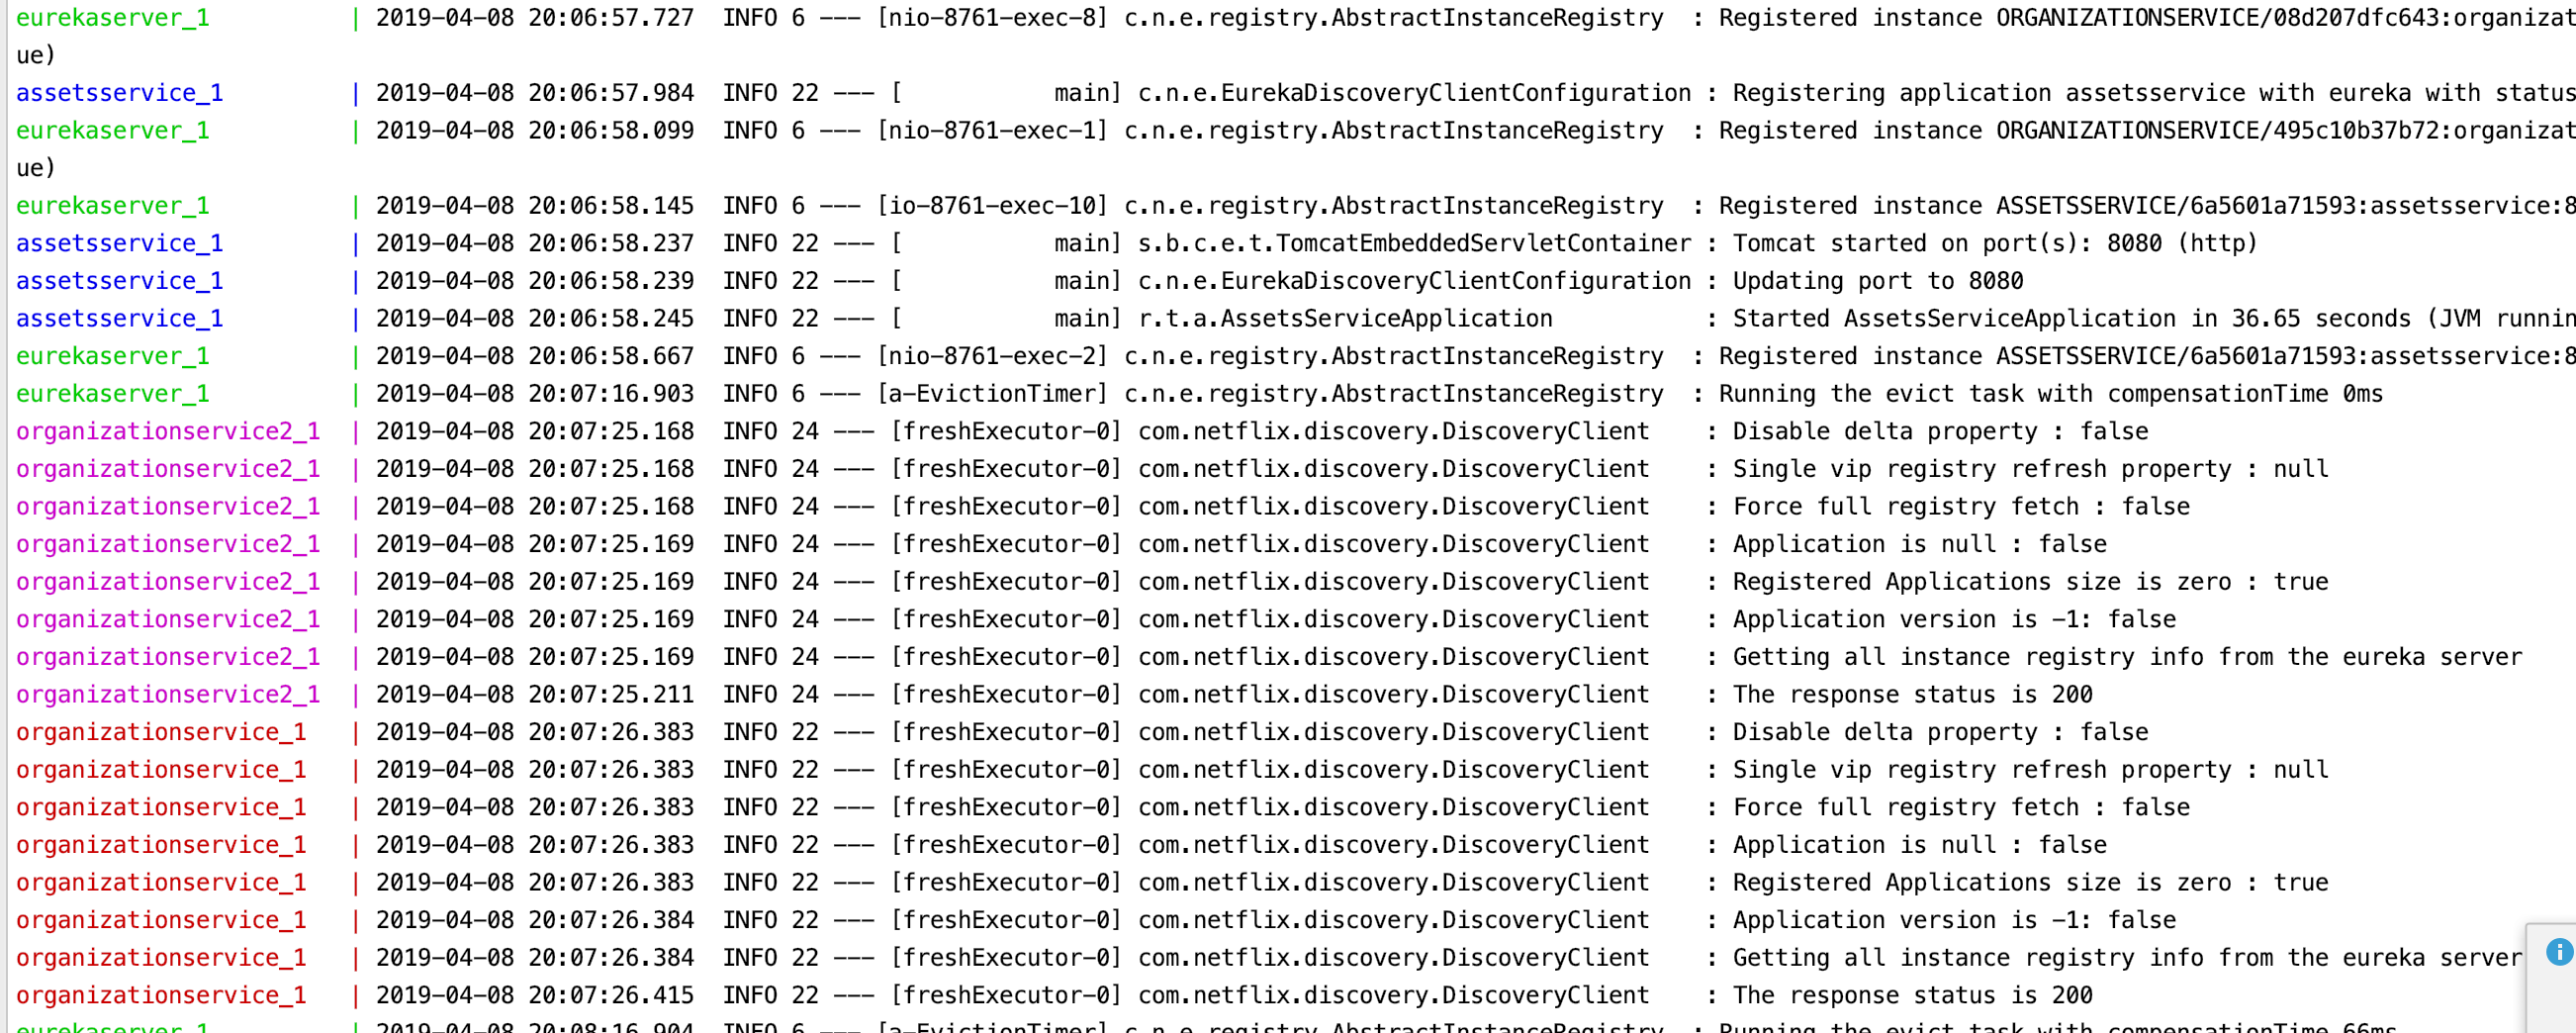 eurekaserver_1 | 2019-04-08 20:06:57.727 INFO 6 --- [nio-8761-exec-8] c.n.e.registry.AbstractInstanceRegistry : Registered instance ORGANIZATIONSERVICE/08d207dfc643:organizat
ue)
assetsservice_1 | 2019-04-08 20:06:57.984 INFO 22 --- [ main] c.n.e.EurekaDiscoveryClientConfiguration : Registering application assetsservice with eureka with status
eurekaserver_1 | 2019-04-08 20:06:58.099 INFO 6 --- [nio-8761-exec-1] c.n.e.registry.AbstractInstanceRegistry : Registered instance ORGANIZATIONSERVICE/495c10b37b72:organizat
ue)
eurekaserver_1 | 2019-04-08 20:06:58.145 INFO 6 --- [io-8761-exec-10] c.n.e.registry.AbstractInstanceRegistry : Registered instance ASSETSSERVICE/6a5601a71593:assetsservice:8
assetsservice_1 | 2019-04-08 20:06:58.237 INFO 22 --- [ main] s.b.c.e.t.TomcatEmbeddedServletContainer : Tomcat started on port(s): 8080 (http)
assetsservice_1 | 2019-04-08 20:06:58.239 INFO 22 --- [ main] c.n.e.EurekaDiscoveryClientConfiguration : Updating port to 8080
assetsservice_1 | 2019-04-08 20:06:58.245 INFO 22 --- [ main] r.t.a.AssetsServiceApplication : Started AssetsServiceApplication in 36.65 seconds (JVM runnin
eurekaserver_1 | 2019-04-08 20:06:58.667 INFO 6 --- [nio-8761-exec-2] c.n.e.registry.AbstractInstanceRegistry : Registered instance ASSETSSERVICE/6a5601a71593:assetsservice:8
eurekaserver_1 | 2019-04-08 20:07:16.903 INFO 6 --- [a-EvictionTimer] c.n.e.registry.AbstractInstanceRegistry : Running the evict task with compensationTime 0ms
organizationservice2_1 | 2019-04-08 20:07:25.168 INFO 24 --- [freshExecutor-0] com.netflix.discovery.DiscoveryClient : Disable delta property : false
organizationservice2_1 | 2019-04-08 20:07:25.168 INFO 24 --- [freshExecutor-0] com.netflix.discovery.DiscoveryClient : Single vip registry refresh property : null
organizationservice2_1 | 2019-04-08 20:07:25.168 INFO 24 --- [freshExecutor-0] com.netflix.discovery.DiscoveryClient : Force full registry fetch : false
organizationservice2_1 | 2019-04-08 20:07:25.169 INFO 24 --- [freshExecutor-0] com.netflix.discovery.DiscoveryClient : Application is null : false
organizationservice2_1 | 2019-04-08 20:07:25.169 INFO 24 --- [freshExecutor-0] com.netflix.discovery.DiscoveryClient : Registered Applications size is zero : true
organizationservice2_1 | 2019-04-08 20:07:25.169 INFO 24 --- [freshExecutor-0] com.netflix.discovery.DiscoveryClient : Application version is -1: false
organizationservice2_1 | 2019-04-08 20:07:25.169 INFO 24 --- [freshExecutor-0] com.netflix.discovery.DiscoveryClient : Getting all instance registry info from the eureka server
organizationservice2_1 | 2019-04-08 20:07:25.211 INFO 24 --- [freshExecutor-0] com.netflix.discovery.DiscoveryClient : The response status is 200
organizationservice_1 | 2019-04-08 20:07:26.383 INFO 22 --- [freshExecutor-0] com.netflix.discovery.DiscoveryClient : Disable delta property : false
organizationservice_1 | 2019-04-08 20:07:26.383 INFO 22 --- [freshExecutor-0] com.netflix.discovery.DiscoveryClient : Single vip registry refresh property : null
organizationservice_1 | 2019-04-08 20:07:26.383 INFO 22 --- [freshExecutor-0] com.netflix.discovery.DiscoveryClient : Force full registry fetch : false
organizationservice_1 | 2019-04-08 20:07:26.383 INFO 22 --- [freshExecutor-0] com.netflix.discovery.DiscoveryClient : Application is null : false
organizationservice_1 | 2019-04-08 20:07:26.383 INFO 22 --- [freshExecutor-0] com.netflix.discovery.DiscoveryClient : Registered Applications size is zero : true
organizationservice_1 | 2019-04-08 20:07:26.384 INFO 22 --- [freshExecutor-0] com.netflix.discovery.DiscoveryClient : Application version is -1: false
organizationservice_1 | 2019-04-08 20:07:26.384 INFO 22 --- [freshExecutor-0] com.netflix.discovery.DiscoveryClient : Getting all instance registry info from the eureka server
organizationservice_1 | 2019-04-08 20:07:26.415 INFO 22 --- [freshExecutor-0] com.netflix.discovery.DiscoveryClient : The response status is 200
eurekaserver_1 | 2019-04-08 20:08:16.904 INFO 6 --- [a-EvictionTimer] c.n.e.registry.AbstractInstanceRegistry : Running the evict task with compensationTime 66ms